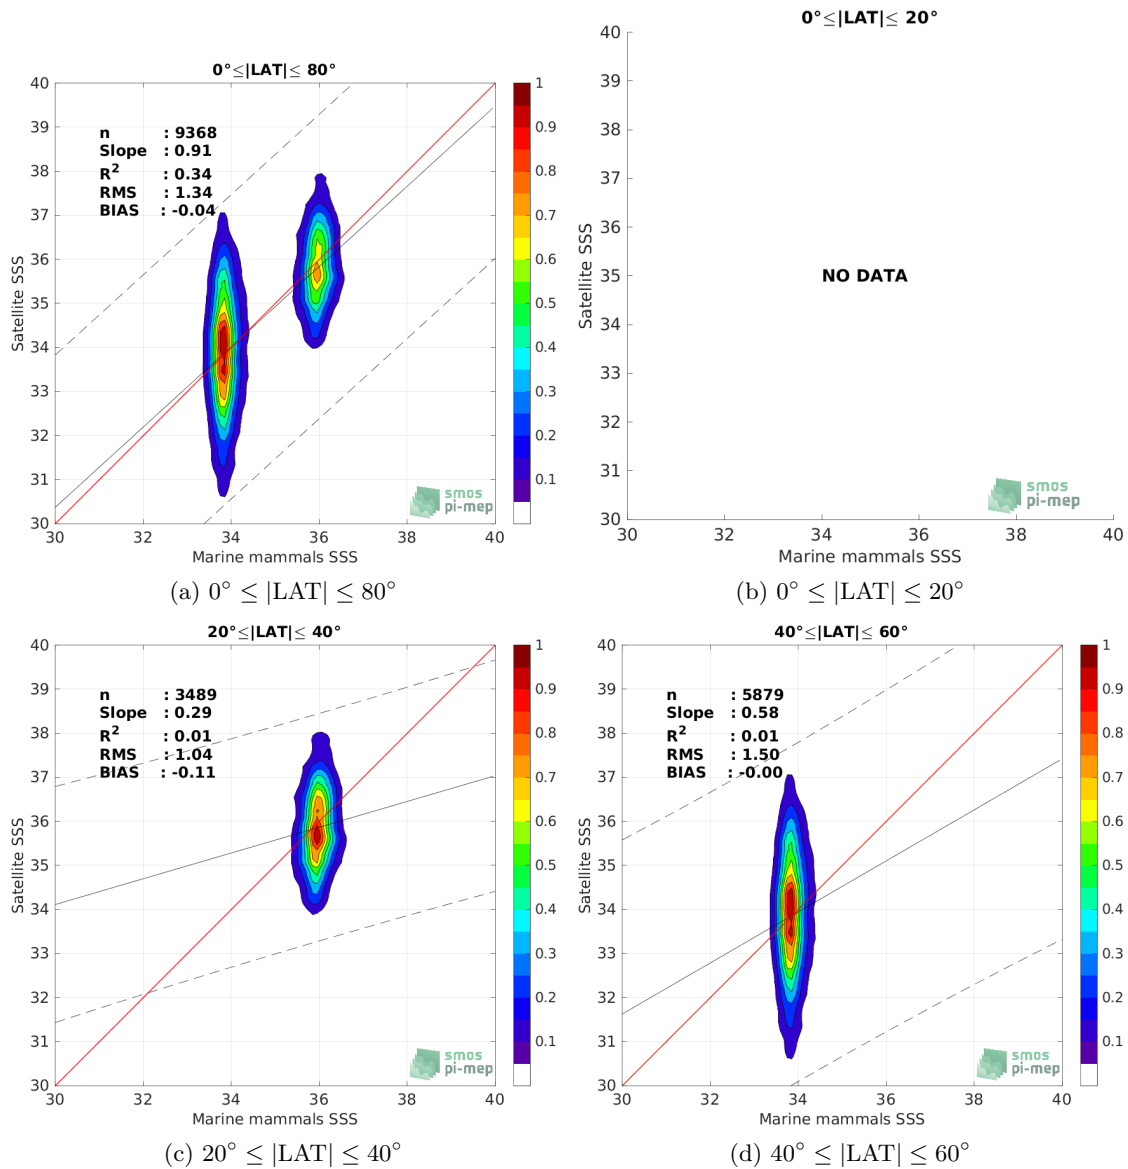 0°≤|LAT|≤ 80°
n : 9368
Slope : 0.91
R² : 0.34
RMS : 1.34
BIAS : -0.04
40
39
38
37
36
35
34
33
32
31
30
Satellite SSS
30 32 34 36 38 40
Marine mammals SSS
1
0.9
0.8
0.7
0.6
0.5
0.4
0.3
0.2
0.1
smos
pi-mep
(a) 0° ≤ |LAT| ≤ 80°
0°≤|LAT|≤ 20°
40
39
38
37
36
35
34
33
32
31
30
Satellite SSS
NO DATA
30 32 34 36 38 40
Marine mammals SSS
smos
pi-mep
(b) 0° ≤ |LAT| ≤ 20°
20°≤|LAT|≤ 40°
n : 3489
Slope : 0.29
R² : 0.01
RMS : 1.04
BIAS : -0.11
40
39
38
37
36
35
34
33
32
31
30
Satellite SSS
30 32 34 36 38 40
Marine mammals SSS
1
0.9
0.8
0.7
0.6
0.5
0.4
0.3
0.2
0.1
smos
pi-mep
(c) 20° ≤ |LAT| ≤ 40°
40°≤|LAT|≤ 60°
n : 5879
Slope : 0.58
R² : 0.01
RMS : 1.50
BIAS : -0.00
40
39
38
37
36
35
34
33
32
31
30
Satellite SSS
30 32 34 36 38 40
Marine mammals SSS
1
0.9
0.8
0.7
0.6
0.5
0.4
0.3
0.2
0.1
smos
pi-mep
(d) 40° ≤ |LAT| ≤ 60°